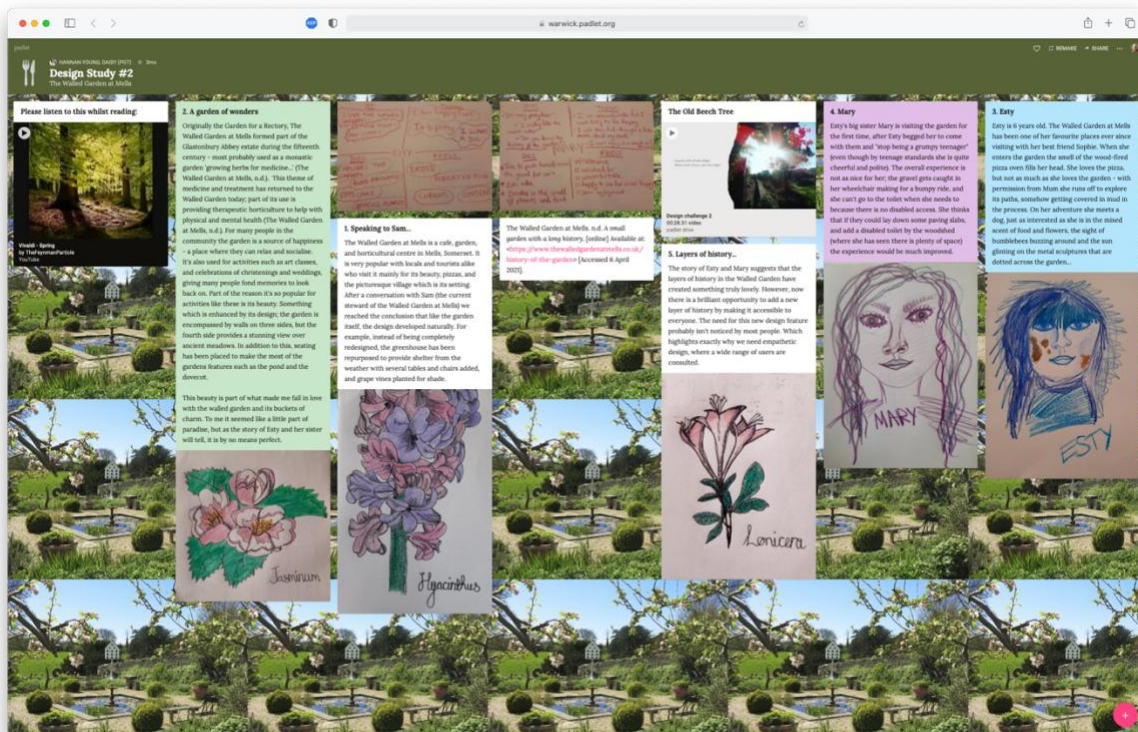 warwick.padlet.org
padlet
REMAKE
SHARE
HANNAN YOUNG, DAISY (PGT)
3mo
Design Study #2
The Walled Garden at Mells
Please listen to this whilst reading:
Vivaldi - Spring
by TheFeynmanParticle
YouTube
2. A garden of wonders
Originally the Garden for a Rectory, The
Walled Garden at Mells formed part of the
Glastonbury Abbey estate during the fifteenth
century - most probably used as a monastic
garden 'growing herbs for medicine...' (The
Walled Garden at Mells, n.d.). This theme of
medicine and treatment has returned to the
Walled Garden today; part of its use is
providing therapeutic horticulture to help with
physical and mental health (The Walled Garden
at Mells, n.d.). For many people in the
community the garden is a source of happiness
- a place where they can relax and socialise.
It's also used for activities such as art classes,
and celebrations of christenings and weddings,
giving many people fond memories to look
back on. Part of the reason it's so popular for
activities like these is its beauty. Something
which is enhanced by its design; the garden is
encompassed by walls on three sides, but the
fourth side provides a stunning view over
ancient meadows. In addition to this, seating
has been placed to make the most of the
gardens features such as the pond and the
dovecot.
This beauty is part of what made me fall in love
with the walled garden and its buckets of
charm. To me it seemed like a little part of
paradise, but as the story of Esty and her sister
will tell, it is by no means perfect.
Jasminum
1. Speaking to Sam...
The Walled Garden at Mells is a cafe, garden,
and horticultural centre in Mells, Somerset. It
is very popular with locals and tourists alike
who visit it mainly for its beauty, pizzas, and
the picturesque village which is its setting.
After a conversation with Sam (the current
steward of the Walled Garden at Mells) we
reached the conclusion that like the garden
itself, the design developed naturally. For
example, instead of being completely
redesigned, the greenhouse has been
repurposed to provide shelter from the
weather with several tables and chairs added,
and grape vines planted for shade.
Hyacinthus
The Walled Garden at Mells, n.d. A small
garden with a long history. [online] Available at:
<https://www.thewalledgardenatmells.co.uk/
history-of-the-garden> [Accessed 6 April
2021].
The Old Beech Tree
Design challenge 2
00:28:31 video
padlet drive
5. Layers of history...
The story of Esty and Mary suggests that the
layers of history in the Walled Garden have
created something truly lovely. However, now
there is a brilliant opportunity to add a new
layer of history by making it accessible to
everyone. The need for this new design feature
probably isn't noticed by most people. Which
highlights exactly why we need empathetic
design, where a wide range of users are
consulted.
Lonicera
4. Mary
Esty's big sister Mary is visiting the garden for
the first time, after Esty begged her to come
with them and 'stop being a grumpy teenager'
(even though by teenage standards she is quite
cheerful and polite). The overall experience is
not as nice for her; the gravel gets caught in
her wheelchair making for a bumpy ride, and
she can't go to the toilet when she needs to
because there is no disabled access. She thinks
that if they could lay down some paving slabs,
and add a disabled toilet by the woodshed
(where she has seen there is plenty of space)
the experience would be much improved.
MARY
3. Esty
Esty is 6 years old. The Walled Garden at Mells
has been one of her favourite places ever since
visiting with her best friend Sophie. When she
enters the garden the smell of the wood-fired
pizza oven fills her head. She loves the pizza,
but not as much as she loves the garden - with
permission from Mum she runs off to explore
its paths, somehow getting covered in mud in
the process. On her adventure she meets a
dog, just as interested as she is in the mixed
scent of food and flowers, the sight of
bumblebees buzzing around and the sun
glinting on the metal sculptures that are
dotted across the garden...
ESTY